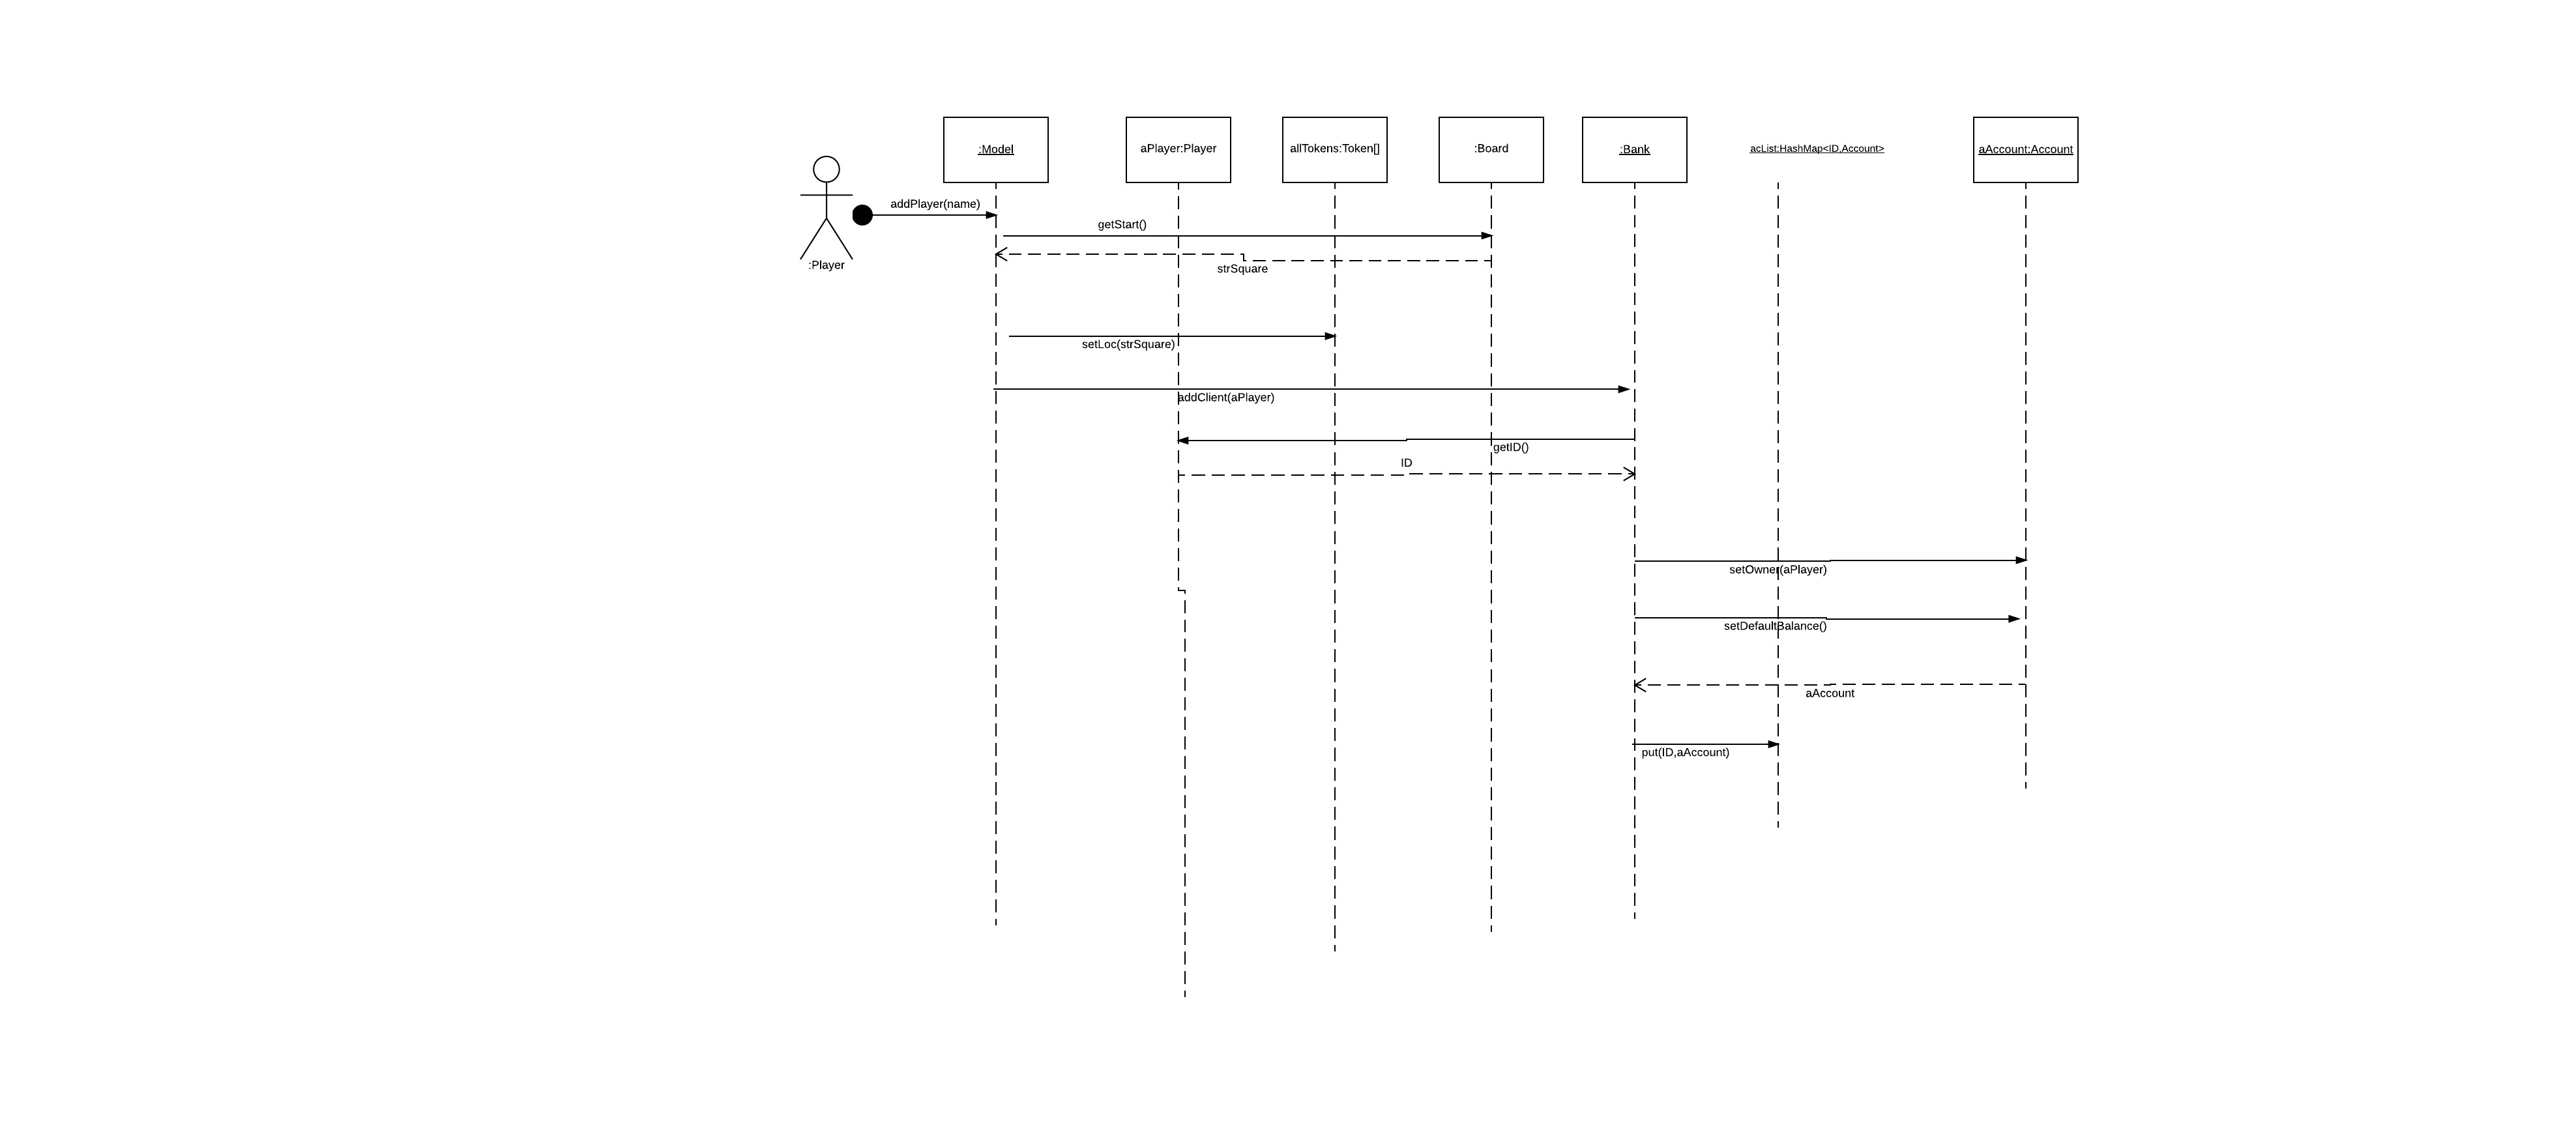 :Model
aPlayer:Player
allTokens:Token[]
:Board
:Bank
acList:HashMap<ID,Account>
aAccount:Account
:Player
addPlayer(name)
getStart()
strSquare
setLoc(strSquare)
addClient(aPlayer)
getID()
ID
setOwner(aPlayer)
setDefaultBalance()
aAccount
put(ID,aAccount)